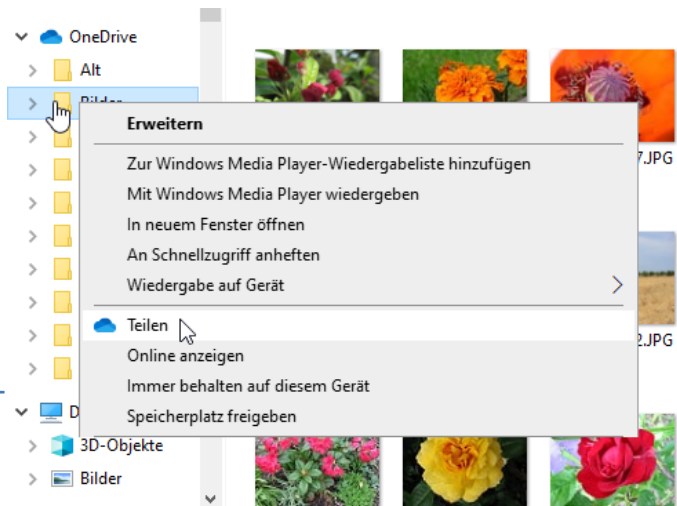 OneDrive
Alt
Bilder
Erweitern
Zur Windows Media Player-Wiedergabeliste hinzufügen
Mit Windows Media Player wiedergeben
7.JPG
In neuem Fenster öffnen
An Schnellzugriff anheften
Wiedergabe auf Gerät
Teilen
2.JPG
Online anzeigen
Immer behalten auf diesem Gerät
Speicherplatz freigeben
D
3D-Objekte
Bilder